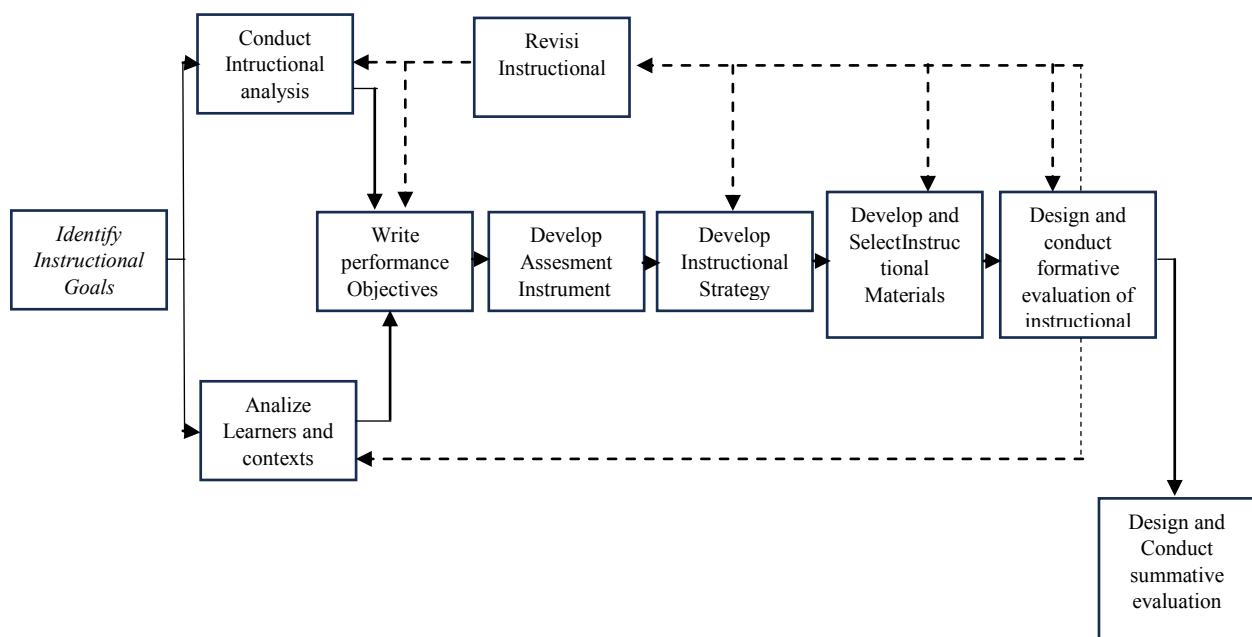 Conduct
Intructional
analysis
Revisi
Instructional
Identify
Instructional
Goals
Write
performance
Objectives
Develop
Assesment
Instrument
Develop
Instructional
Strategy
Develop and
SelectInstruc
tional
Materials
Design and
conduct
formative
evaluation of
instructional
Analize
Learners and
contexts
Design and
Conduct
summative
evaluation